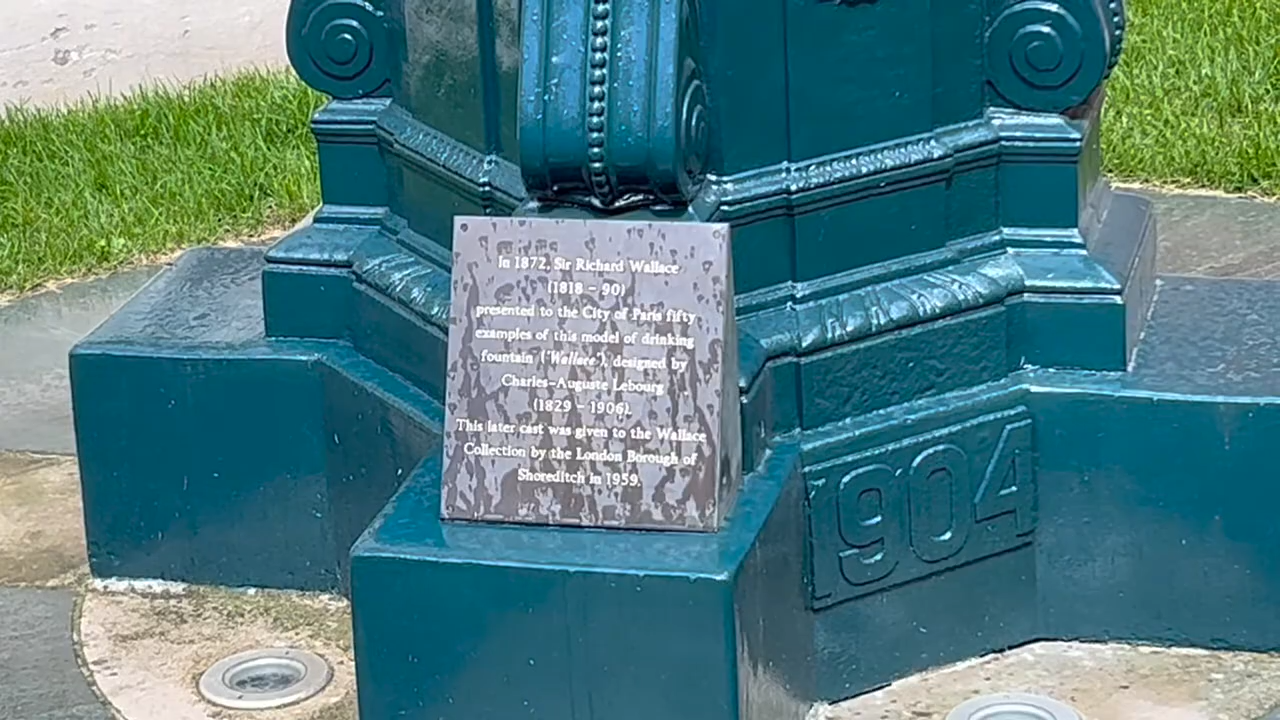 In 1872, Sir Richard Wallace
(1818 – 90)
presented to the City of Paris fifty
examples of this model of drinking
fountain ('Wallace'), designed by
Charles-Auguste Lebourg
(1829 – 1906).
This later cast was given to the Wallace
Collection by the London Borough of
Shoreditch in 1959.
1904